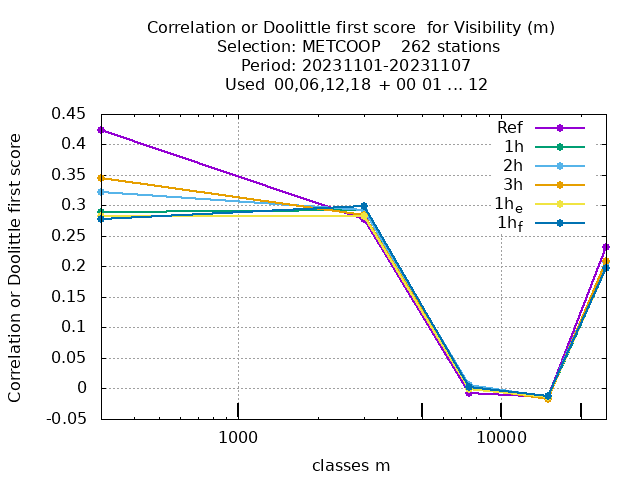 Correlation or Doolittle first score  for Visibility (m)
Selection: METCOOP    262 stations
Period: 20231101-20231107
Used  00,06,12,18 + 00 01 ... 12
Correlation or Doolittle first score
0.45
0.4
0.35
0.3
0.25
0.2
0.15
0.1
0.05
0
-0.05
Ref
1h
2h
3h
1he
1hf
1000 10000
classes m